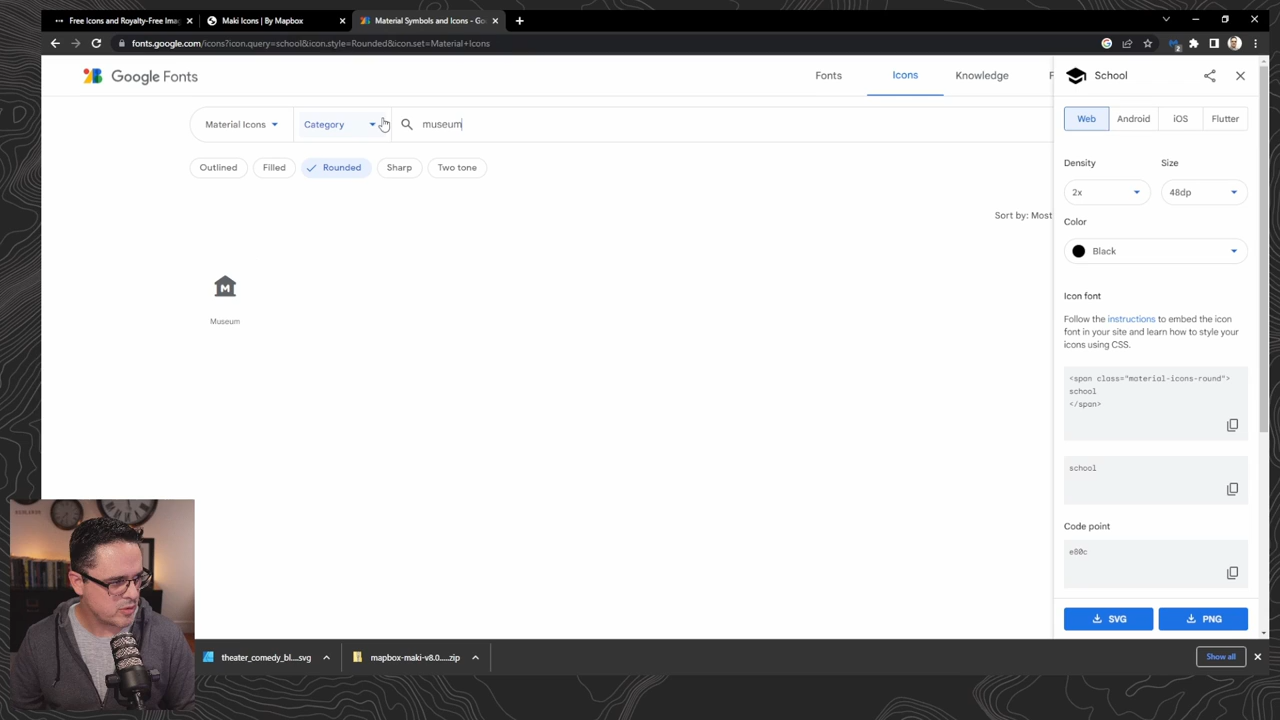 Free Icons and Royalty-Free Imag
Maki Icons | By Mapbox
Material Symbols and Icons - Go
fonts.google.com/icons?icon.query=school&icon.style=Rounded&icon.set=Material+Icons
Google Fonts
Fonts
Icons
Knowledge
F
School
Material Icons
Category
museum
Web
Android
iOS
Flutter
Outlined
Filled
Rounded
Sharp
Two tone
Density
Size
2x
48dp
Sort by: Most
Color
Black
M
Museum
Icon font
Follow the instructions to embed the icon
font in your site and learn how to style your
icons using CSS.
<span class="material-icons-round">
school
</span>
school
Code point
e80c
SVG
PNG
theater_comedy_bl....svg
mapbox-maki-v8.0.....zip
Show all